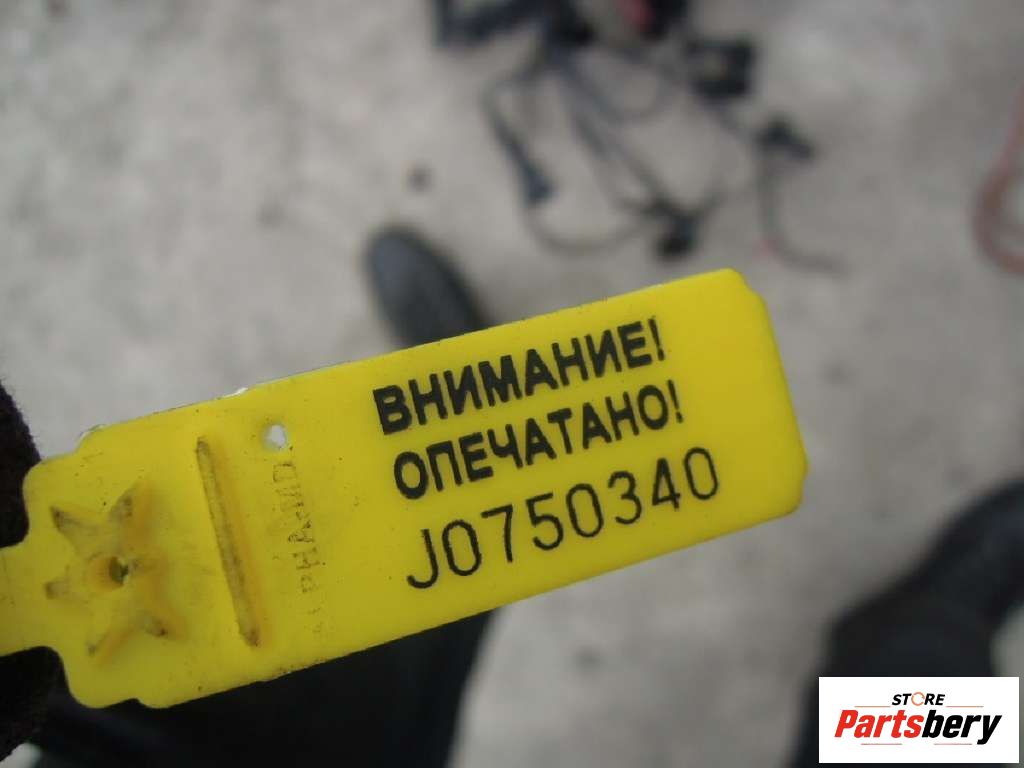 ВНИМАНИЕ!
ОПЕЧАТАНО!
J0750340
STORE
Partsbery